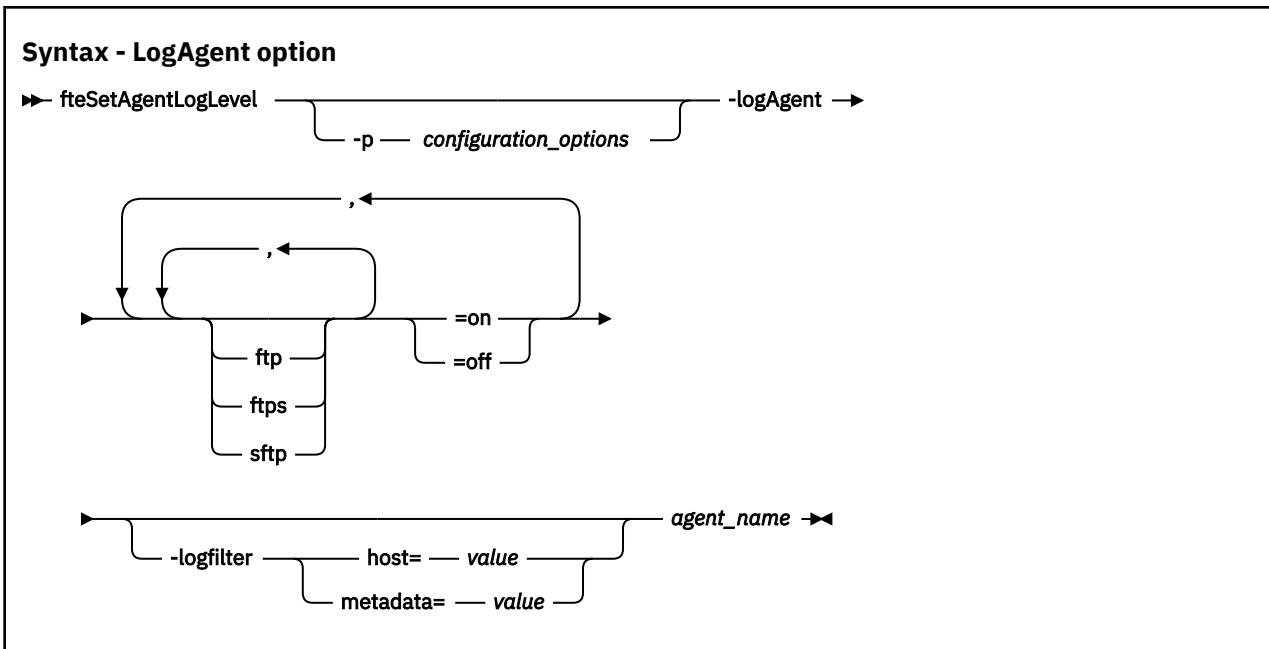 Syntax - LogAgent option
fteSetAgentLogLevel -logAgent
-p configuration_options
,
,
=on
ftp =off
ftps
sftp
agent_name
-logfilter host= value
metadata= value